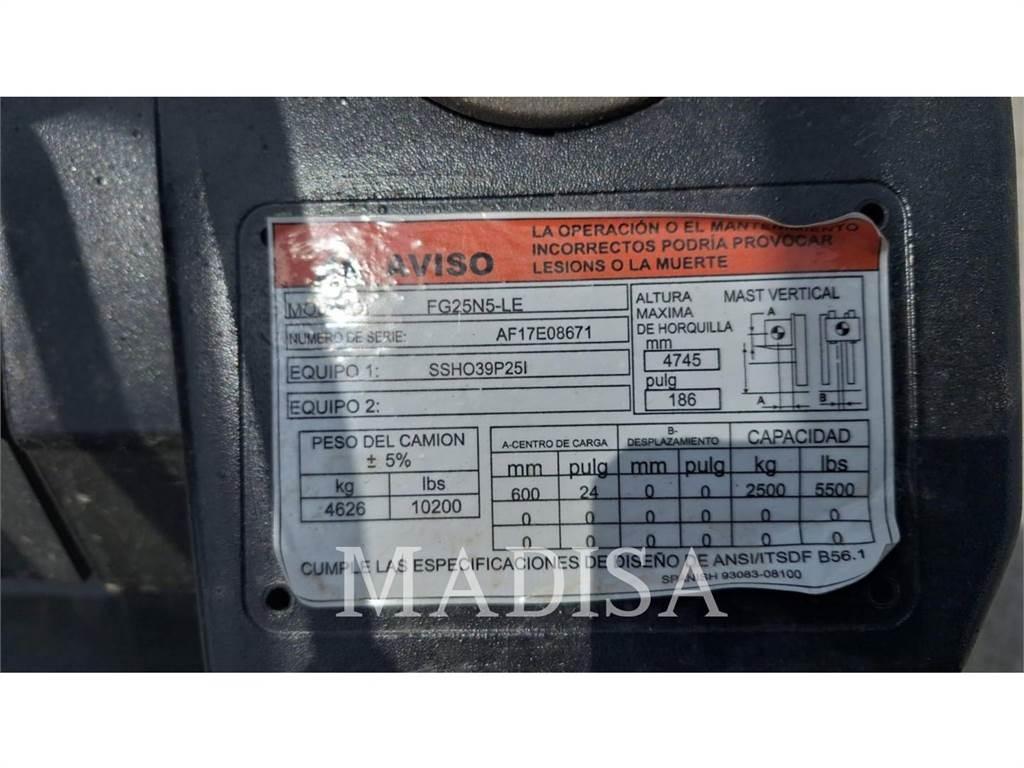 AVISO
LA OPERACIÓN O EL MANTENIMIENTO
INCORRECTOS PODRÍA PROVOCAR
LESIONS O LA MUERTE
FG25N5-LE
NUMERO DE SERIE: AF17E08671
EQUIPO 1: SSHO39P25I
EQUIPO 2:
ALTURA
MAXIMA
DE HORQUILLA
mm
4745
pulg
186
MAST VERTICAL
A
A B
PESO DEL CAMION
± 5%
kg lbs
4626 10200
A-CENTRO DE CARGA B-DESPLAZAMIENTO CAPACIDAD
mm pulg mm pulg kg lbs
600 24 0 0 2500 5500
0 0 0 0 0 0
0 0 0 0 0 0
CUMPLE LAS ESPECIFICACIONES DE DISEÑO DE ANSI/ITSDF B56.1
SPANISH 93083-08100
MADISA